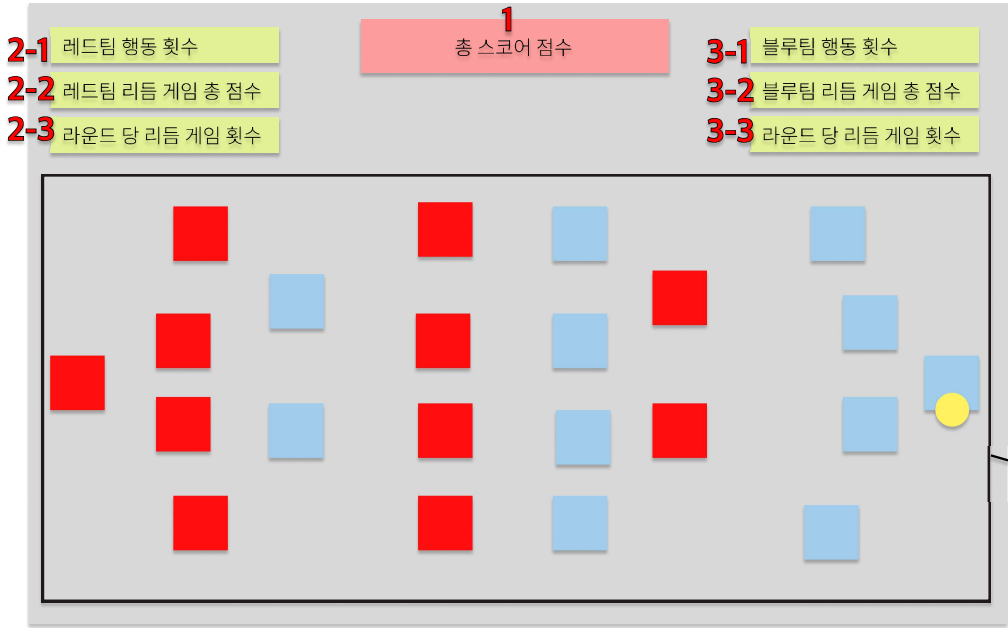 1
총 스코어 점수
2-1 레드팀 행동 횟수
2-2 레드팀 리듬 게임 총 점수
2-3 라운드 당 리듬 게임 횟수
3-1 블루팀 행동 횟수
3-2 블루팀 리듬 게임 총 점수
3-3 라운드 당 리듬 게임 횟수